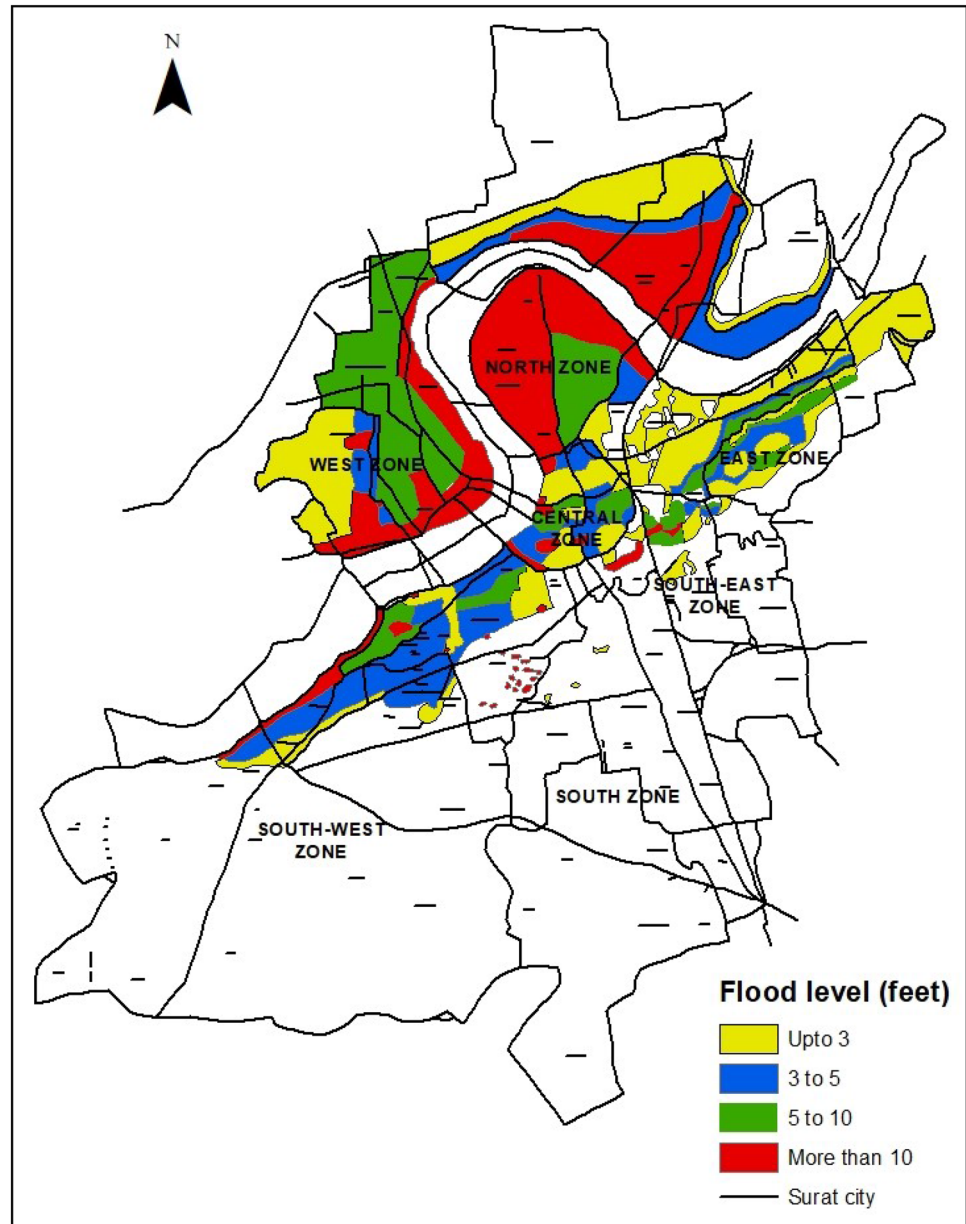 N
NORTH ZONE
WEST ZONE
EAST ZONE
CENTRAL
ZONE
SOUTH-EAST
ZONE
SOUTH ZONE
SOUTH-WEST
ZONE
Flood level (feet)
Upto 3
3 to 5
5 to 10
More than 10
Surat city